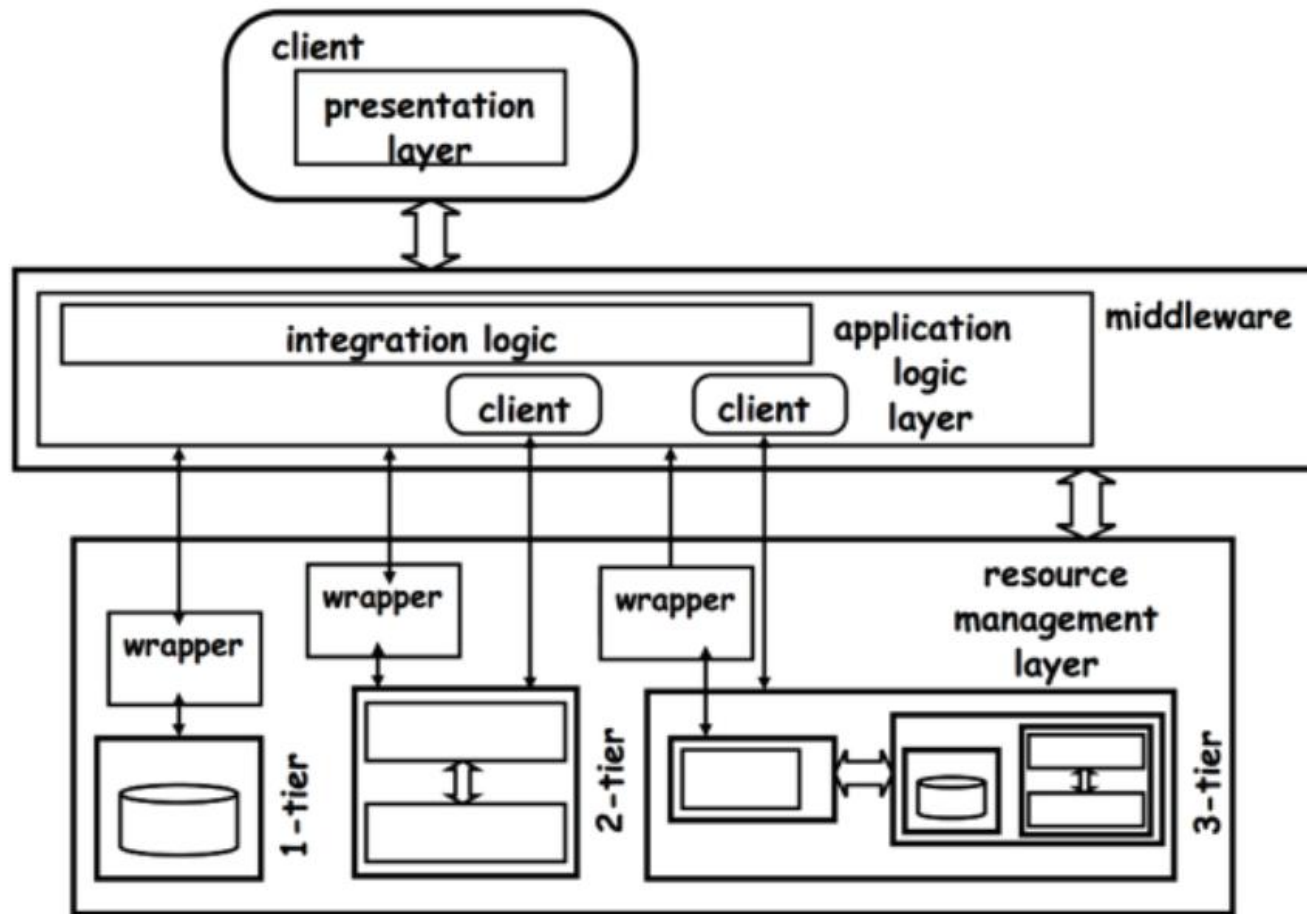 client
presentation
layer
integration logic
application
logic
layer
middleware
client
client
wrapper
wrapper
wrapper
resource
management
layer
1-tier
2-tier
3-tier